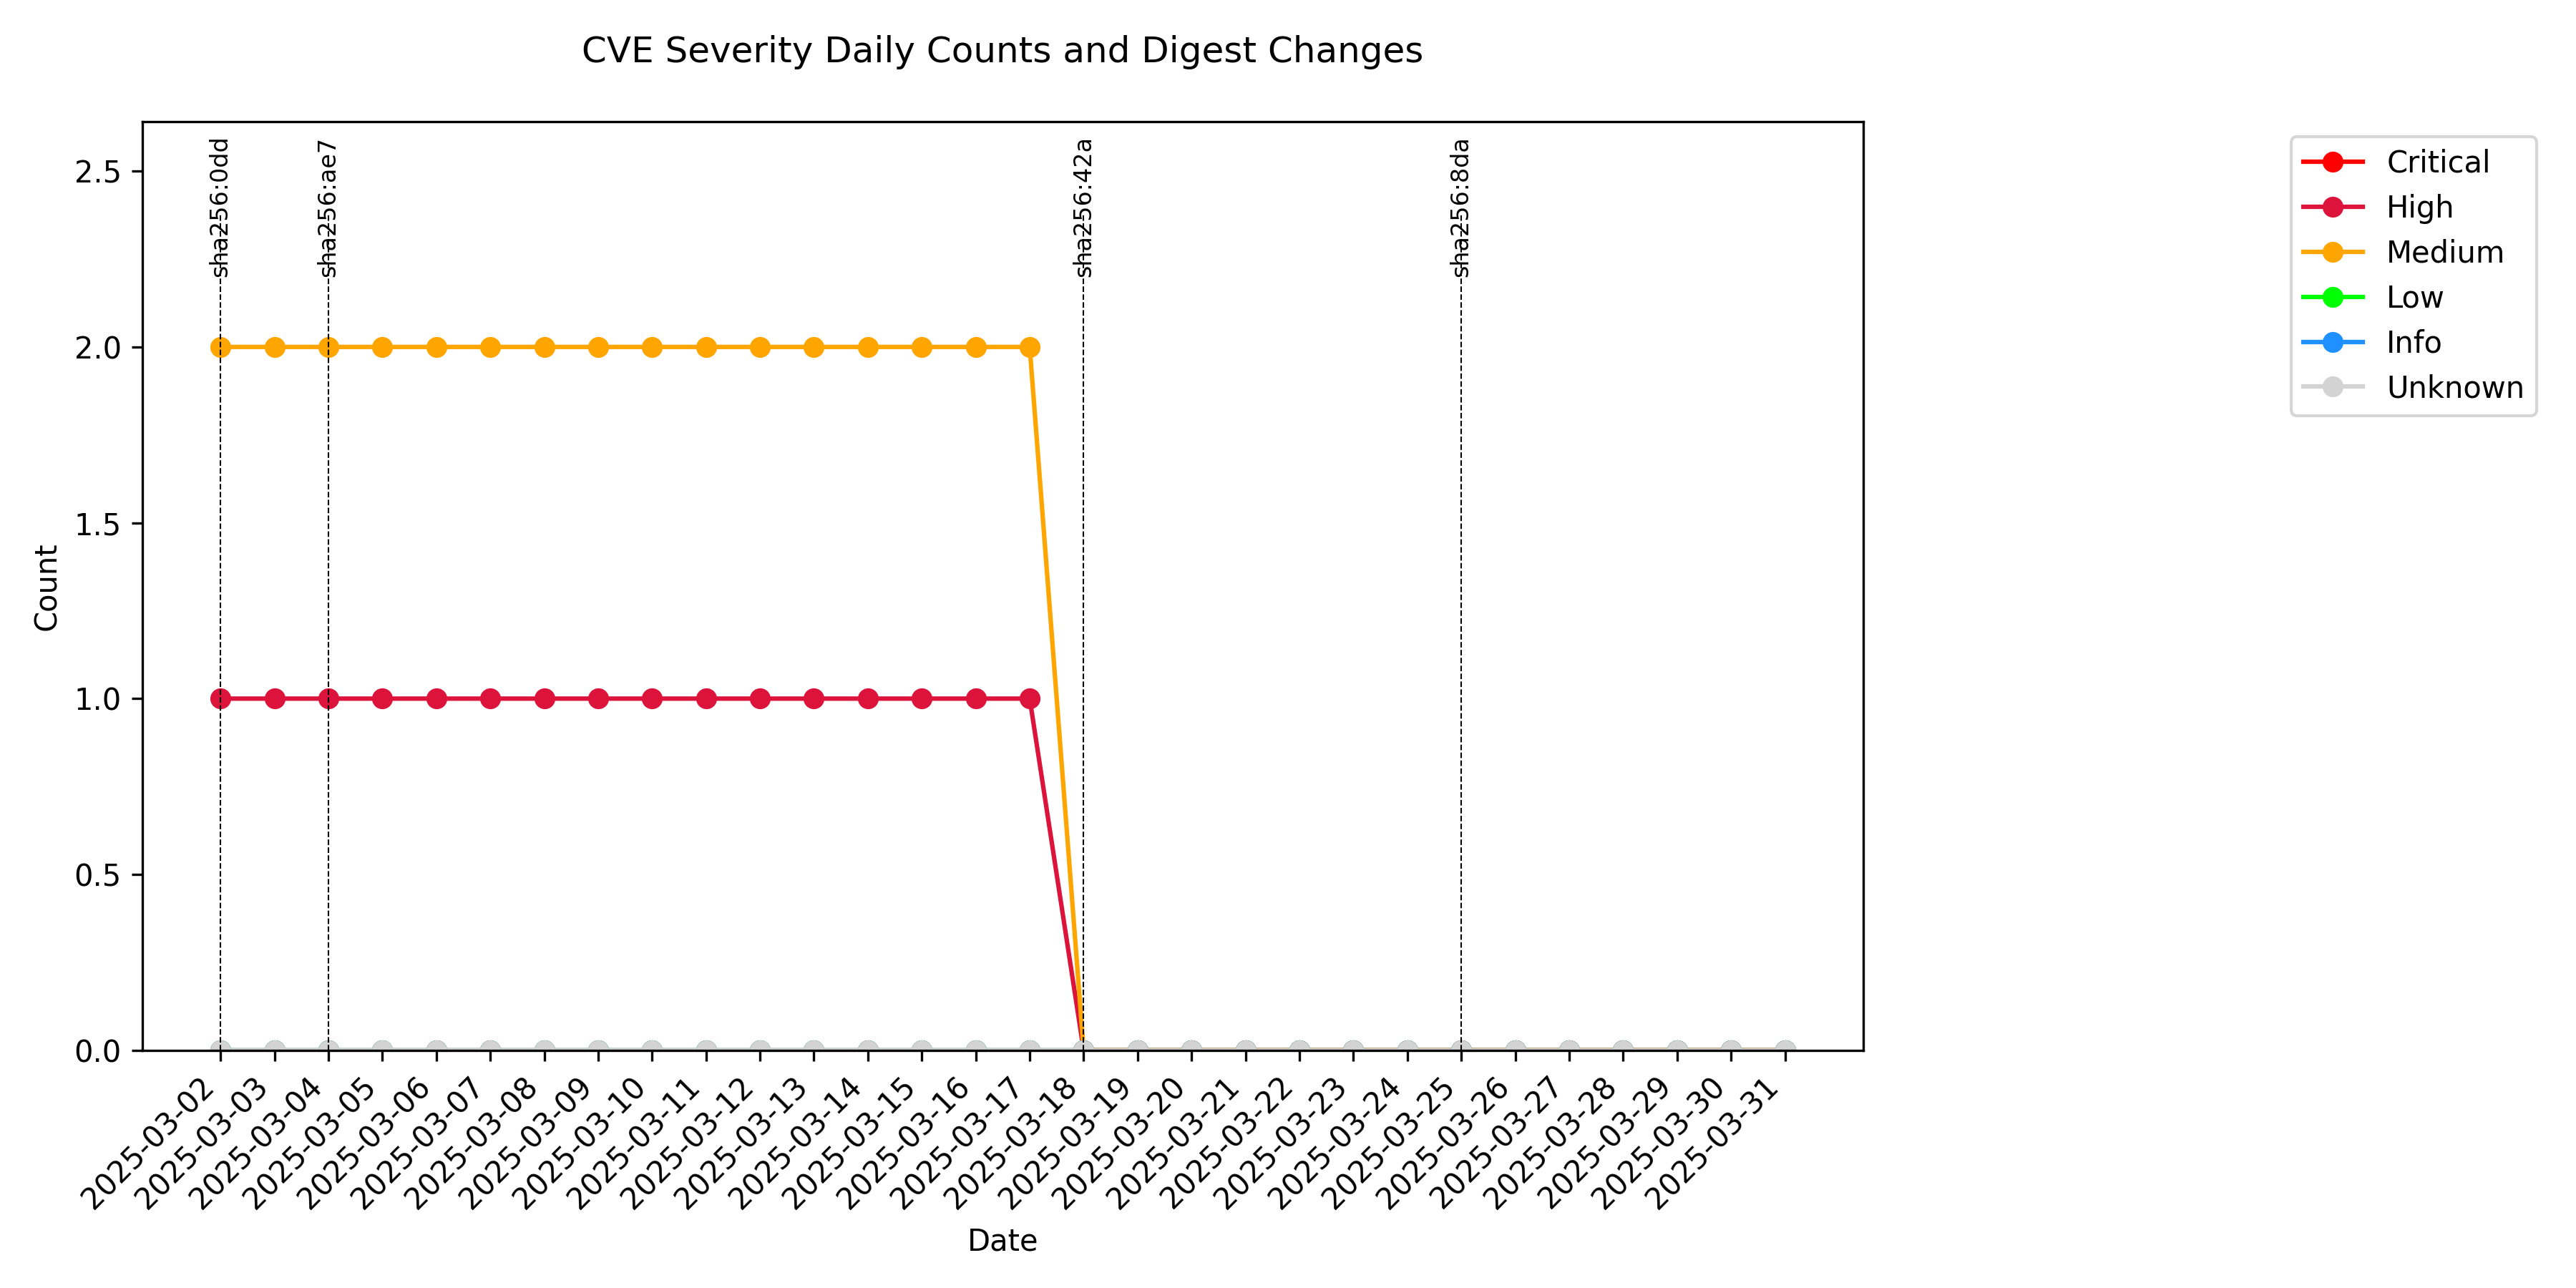 CVE Severity Daily Counts and Digest Changes
sha256:0dd
sha256:ae7
sha256:42a
sha256:8da
Critical
High
Medium
Low
Info
Unknown
Count
2.5
2.0
1.5
1.0
0.5
0.0
2025-03-02
2025-03-03
2025-03-04
2025-03-05
2025-03-06
2025-03-07
2025-03-08
2025-03-09
2025-03-10
2025-03-11
2025-03-12
2025-03-13
2025-03-14
2025-03-15
2025-03-16
2025-03-17
2025-03-18
2025-03-19
2025-03-20
2025-03-21
2025-03-22
2025-03-23
2025-03-24
2025-03-25
2025-03-26
2025-03-27
2025-03-28
2025-03-29
2025-03-30
2025-03-31
Date